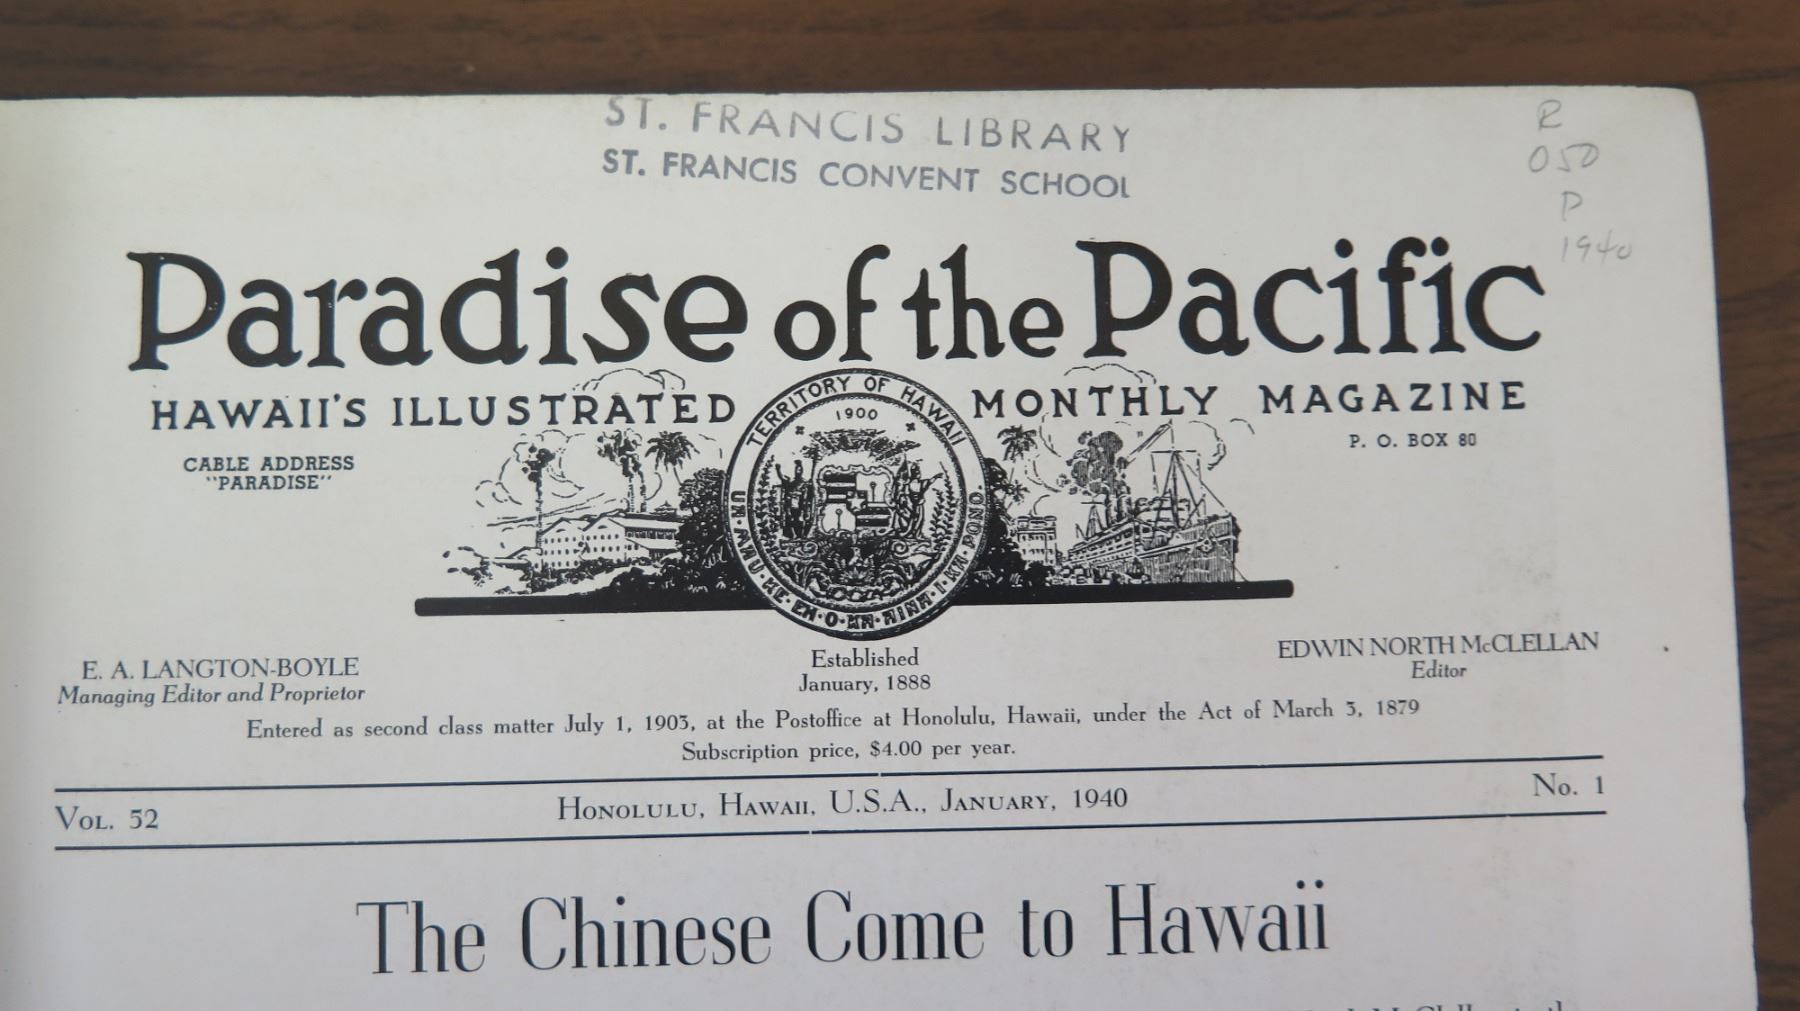 ST. FRANCIS LIBRARY
ST. FRANCIS CONVENT SCHOOL
R
050
P
1940
Paradise of the Pacific
HAWAII'S ILLUSTRATED MONTHLY MAGAZINE
CABLE ADDRESS
"PARADISE"
P. O. BOX 80
TERRITORY OF HAWAII
1900
UA · MAU · KE · EA · O · KA · AINA · I · KA · PONO
E. A. LANGTON-BOYLE
Managing Editor and Proprietor
Established
January, 1888
EDWIN NORTH McCLELLAN
Editor
Entered as second class matter July 1, 1903, at the Postoffice at Honolulu, Hawaii, under the Act of March 3, 1879
Subscription price, $4.00 per year.
VOL. 52
HONOLULU, HAWAII, U.S.A., JANUARY, 1940
No. 1
The Chinese Come to Hawaii